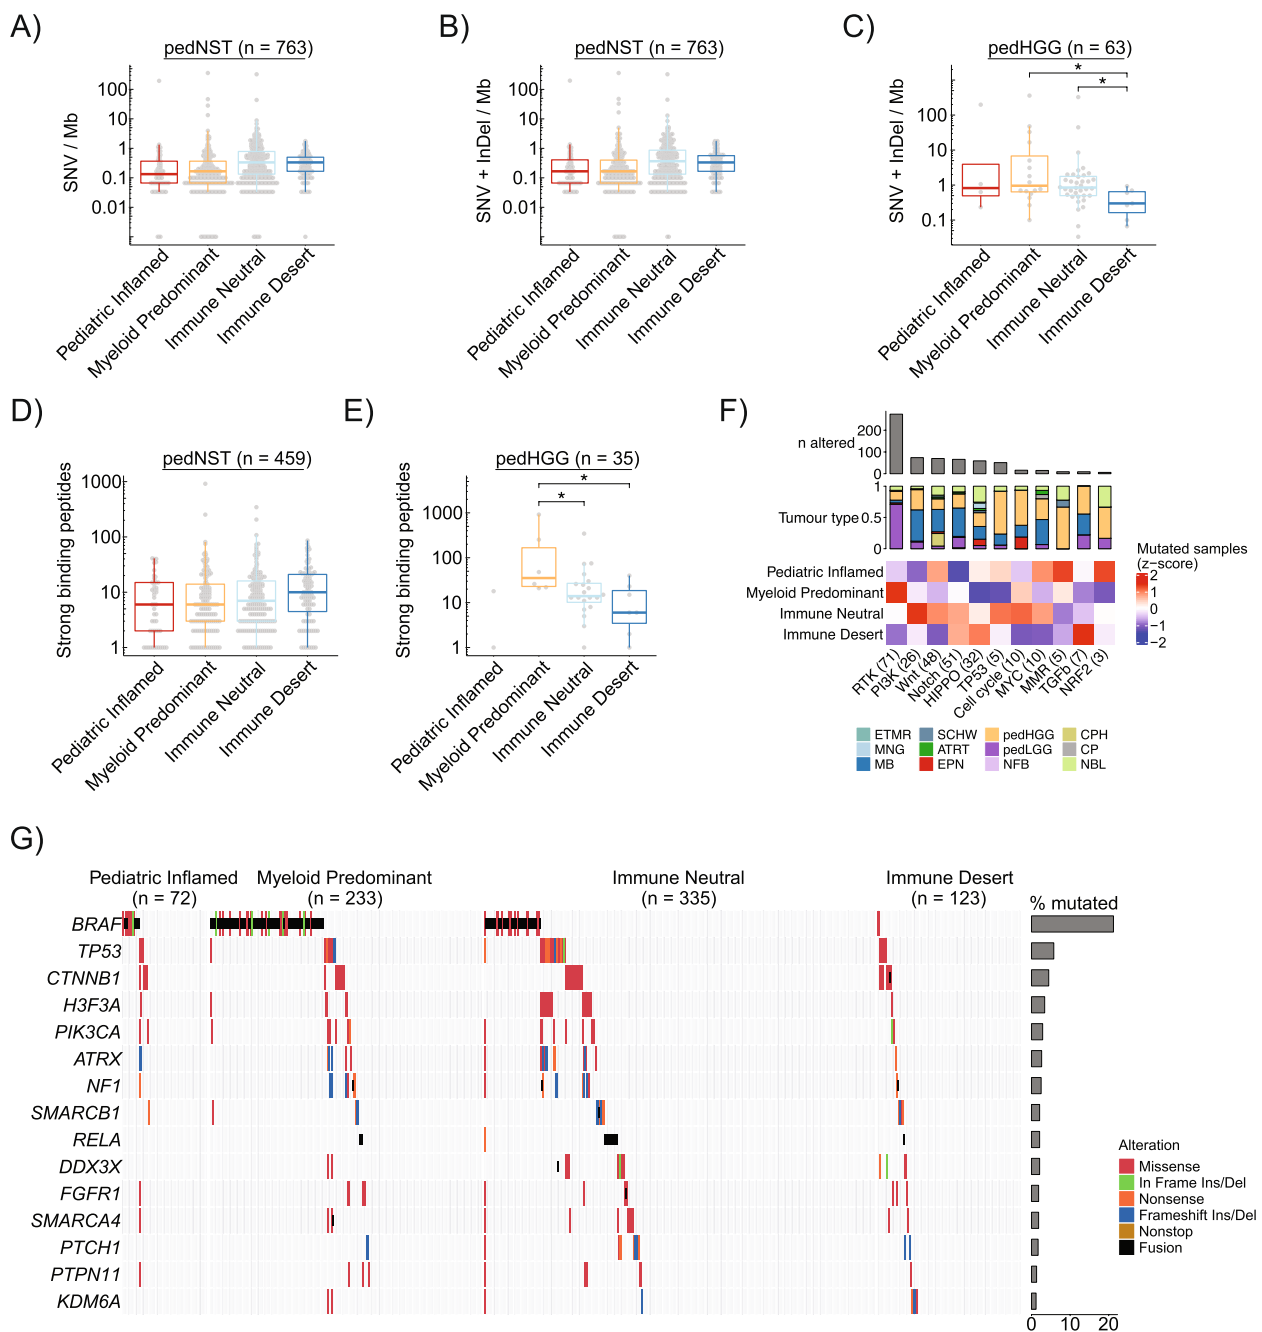 A)
pedNST (n = 763)
SNV / Mb
100
10
1
0.1
0.01
Pediatric Inflamed
Myeloid Predominant
Immune Neutral
Immune Desert
B)
pedNST (n = 763)
SNV + InDel / Mb
100
10
1
0.1
0.01
Pediatric Inflamed
Myeloid Predominant
Immune Neutral
Immune Desert
C)
pedHGG (n = 63)
*
*
SNV + InDel / Mb
100
10
1
0.1
Pediatric Inflamed
Myeloid Predominant
Immune Neutral
Immune Desert
D)
pedNST (n = 459)
Strong binding peptides
1000
100
10
1
Pediatric Inflamed
Myeloid Predominant
Immune Neutral
Immune Desert
E)
pedHGG (n = 35)
*
*
Strong binding peptides
1000
100
10
1
Pediatric Inflamed
Myeloid Predominant
Immune Neutral
Immune Desert
F)
n altered
200
100
0
Tumour type
1
0.5
0
Pediatric Inflamed
Myeloid Predominant
Immune Neutral
Immune Desert
RTK (71)
PI3K (26)
Wnt (48)
Notch (51)
HIPPO (32)
TP53 (5)
Cell cycle (10)
MYC (10)
MMR (5)
TGFb (7)
NRF2 (3)
Mutated samples
(z−score)
2
1
0
−1
−2
ETMR
MNG
MB
SCHW
ATRT
EPN
pedHGG
pedLGG
NFB
CPH
CP
NBL
G)
Pediatric Inflamed
(n = 72)
Myeloid Predominant
(n = 233)
Immune Neutral
(n = 335)
Immune Desert
(n = 123)
% mutated
BRAF
TP53
CTNNB1
H3F3A
PIK3CA
ATRX
NF1
SMARCB1
RELA
DDX3X
FGFR1
SMARCA4
PTCH1
PTPN11
KDM6A
0 10 20
Alteration
Missense
In Frame Ins/Del
Nonsense
Frameshift Ins/Del
Nonstop
Fusion